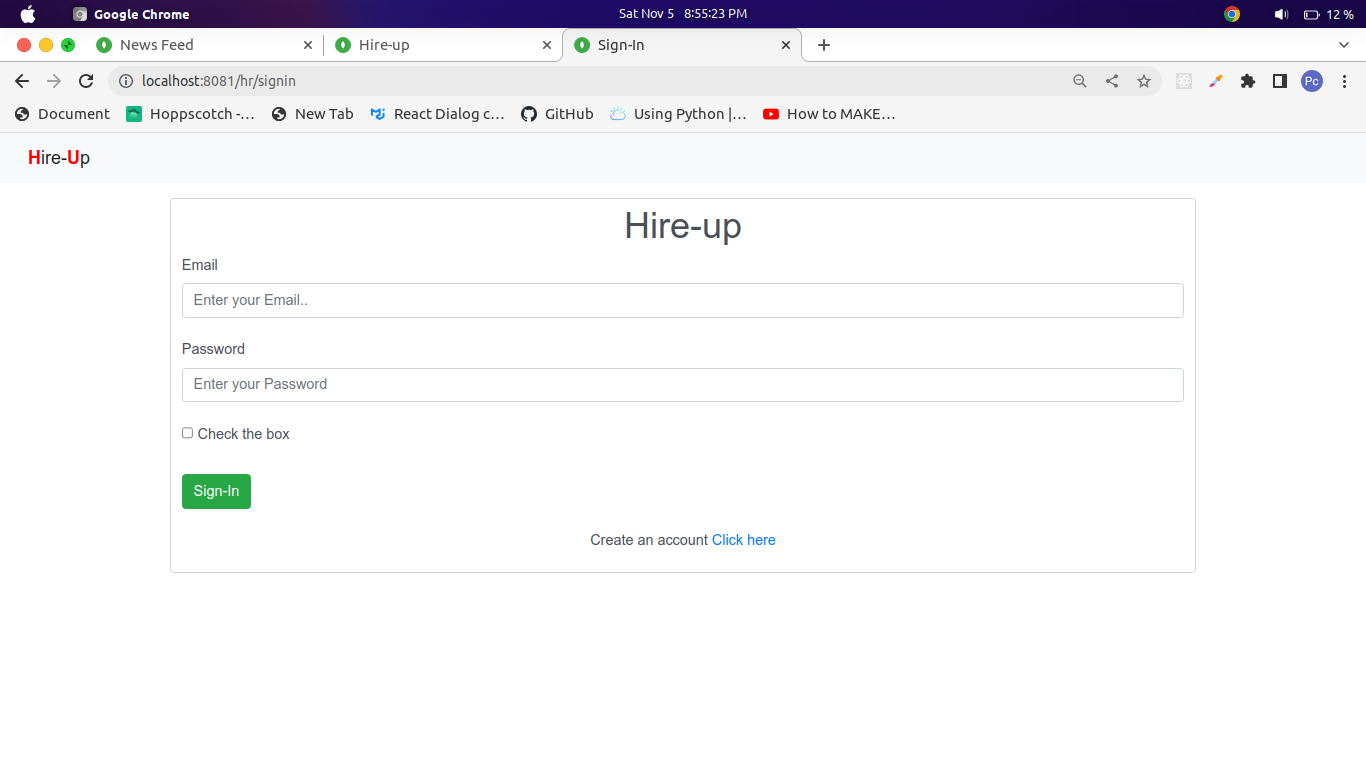 Google Chrome Sat Nov 5 8:55:23 PM 12 %
News Feed Hire-up Sign-In
localhost:8081/hr/signin Pc
Document Hoppscotch -... New Tab React Dialog c... GitHub Using Python |... How to MAKE...
Hire-Up
Hire-up
Email
Enter your Email..
Password
Enter your Password
Check the box
Sign-In
Create an account Click here